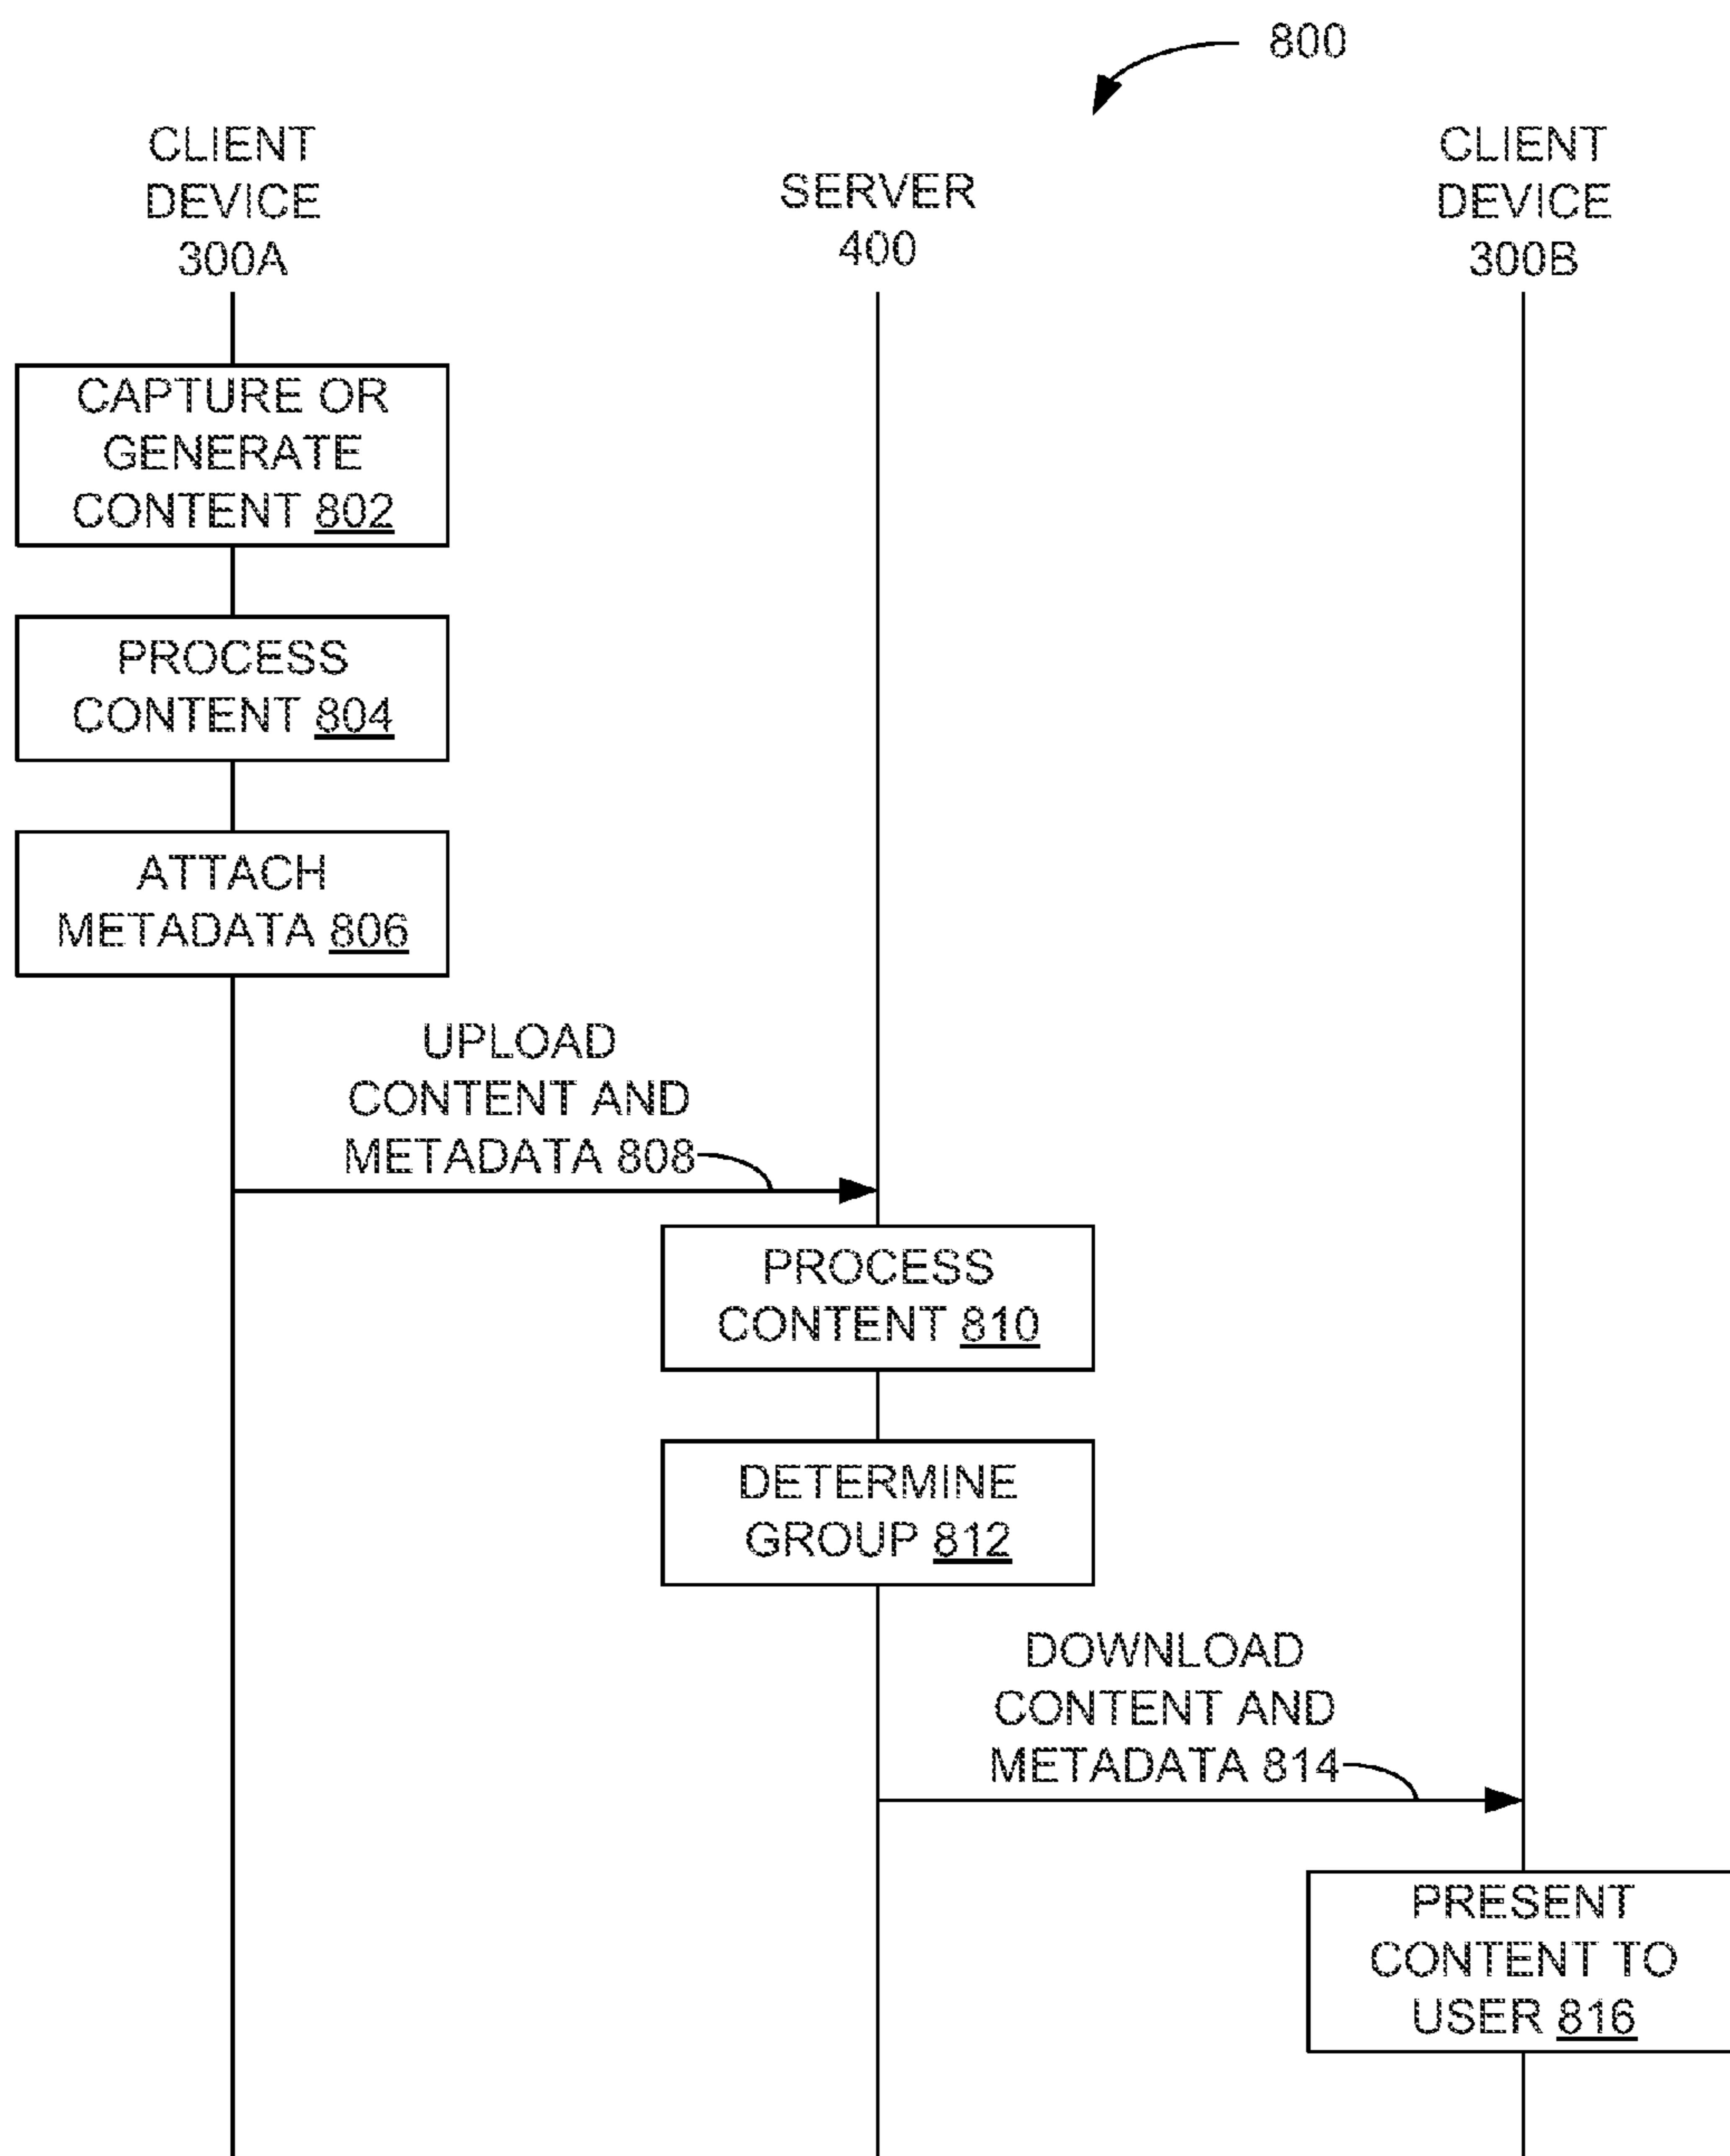 800
CLIENT
DEVICE
300A
SERVER
400
CLIENT
DEVICE
300B
CAPTURE OR
GENERATE
CONTENT 802
PROCESS
CONTENT 804
ATTACH
METADATA 806
UPLOAD
CONTENT AND
METADATA 808
PROCESS
CONTENT 810
DETERMINE
GROUP 812
DOWNLOAD
CONTENT AND
METADATA 814
PRESENT
CONTENT TO
USER 816